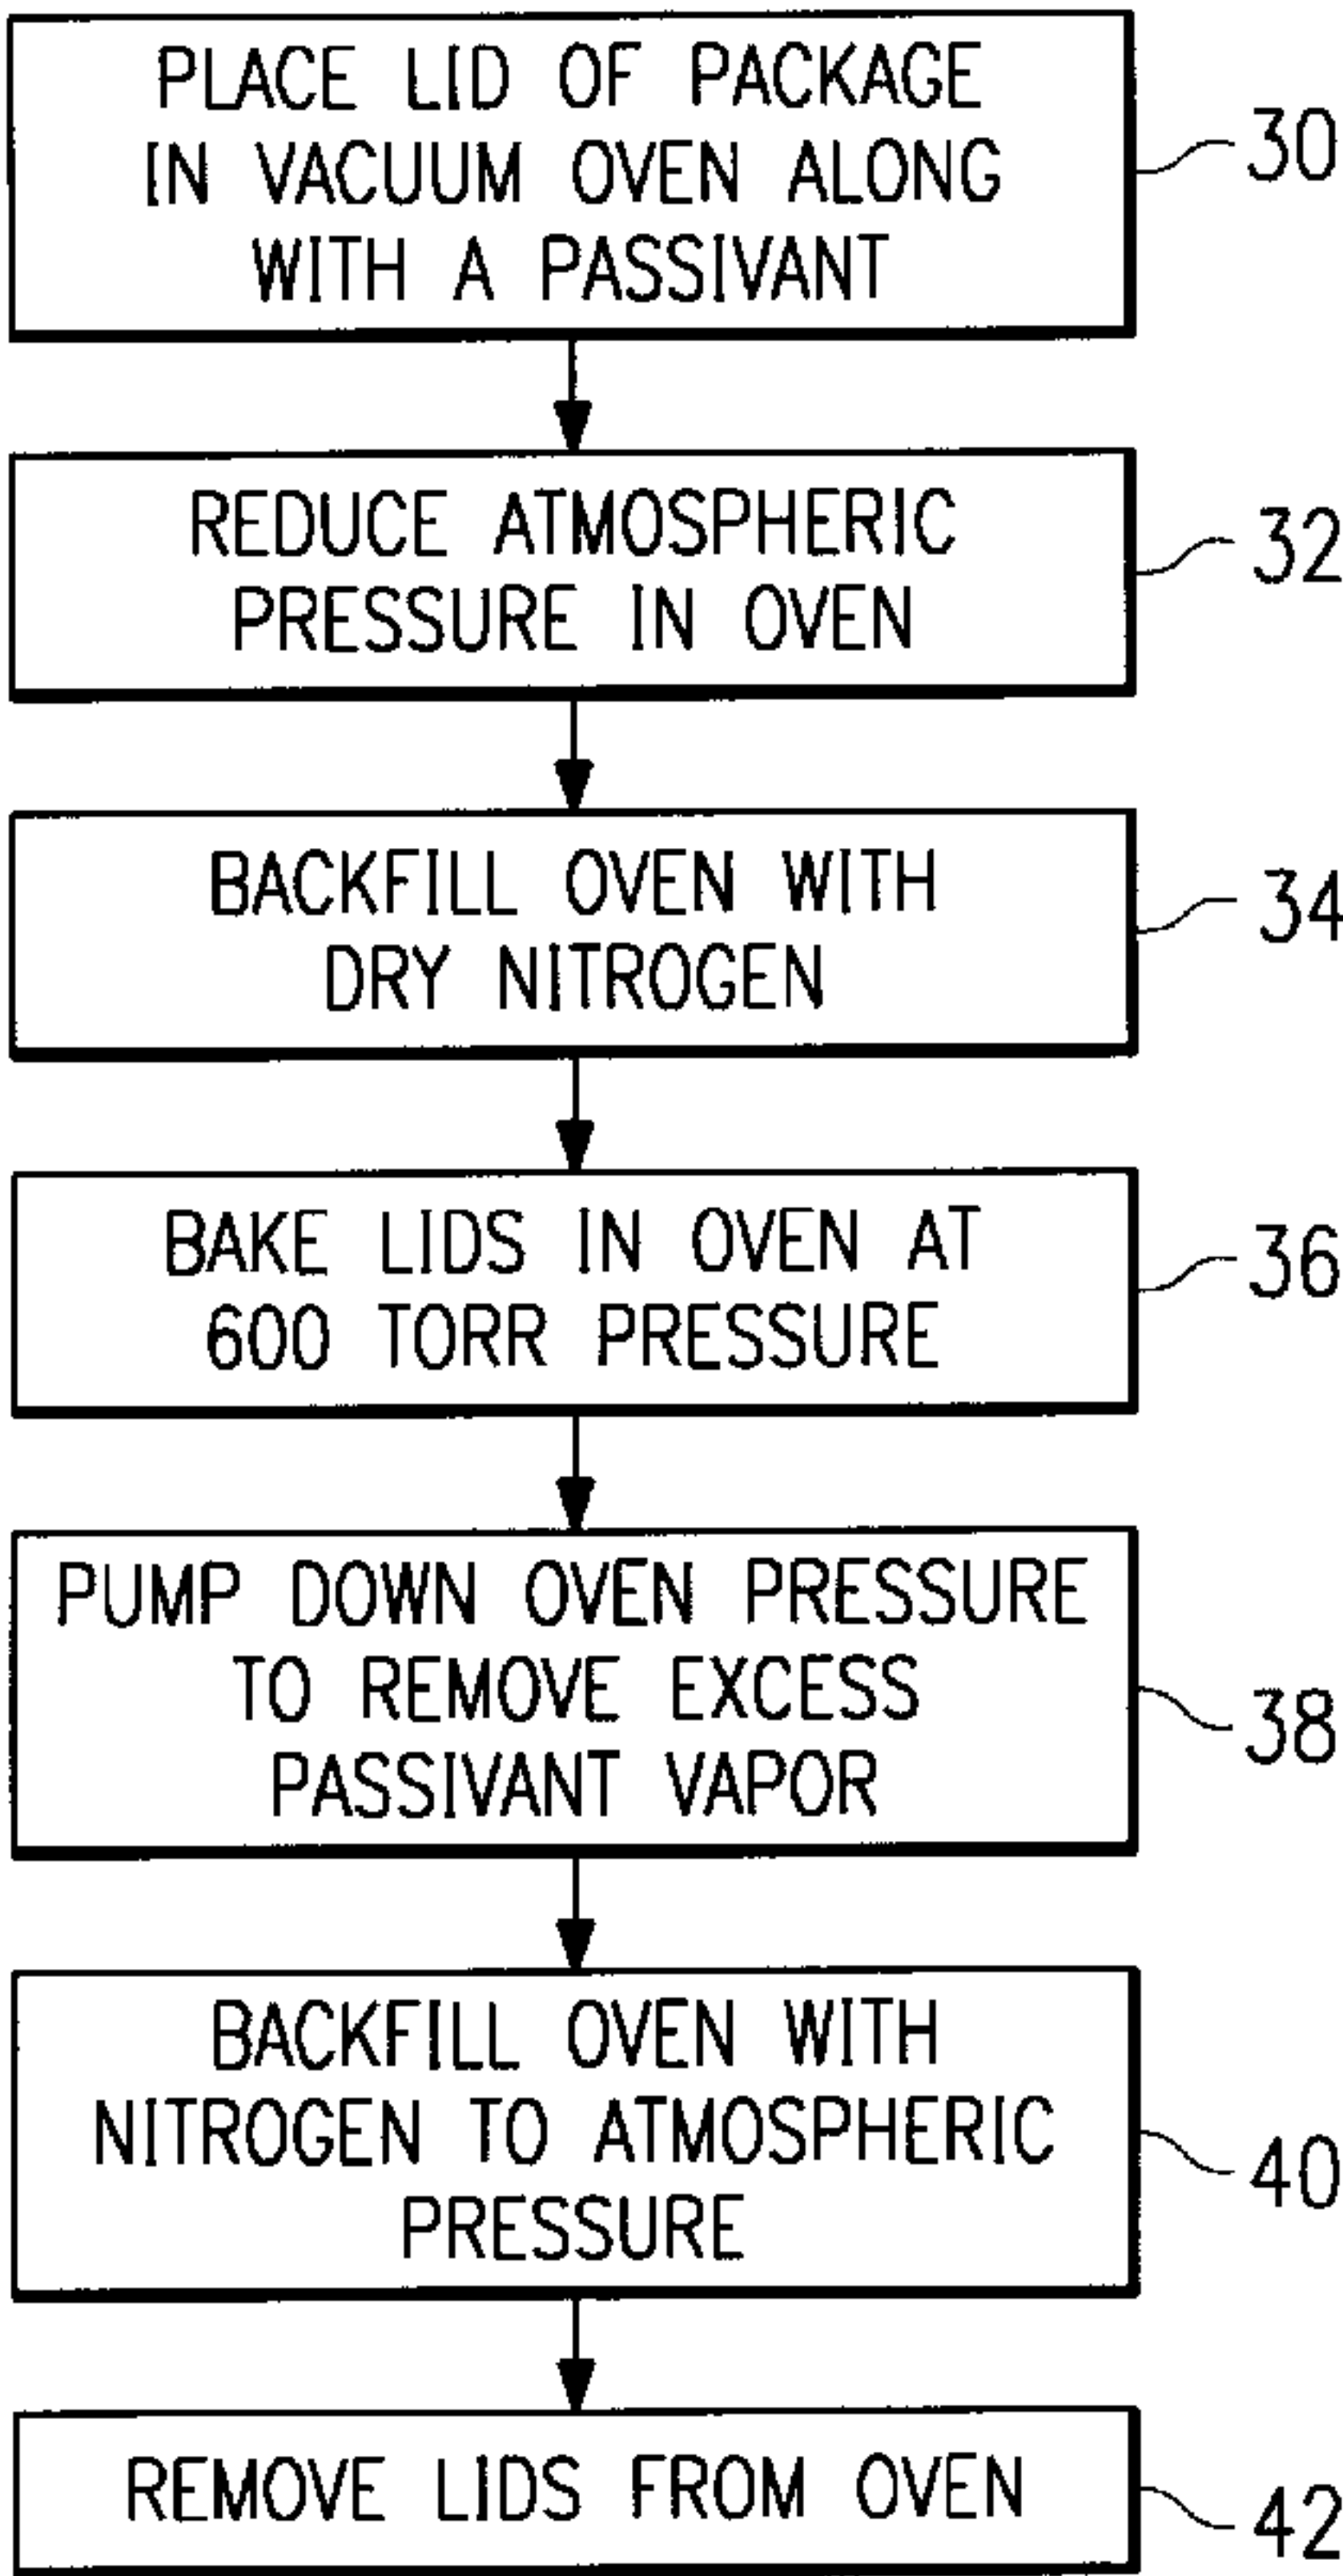 PLACE LID OF PACKAGE
IN VACUUM OVEN ALONG
WITH A PASSIVANT
30
REDUCE ATMOSPHERIC
PRESSURE IN OVEN
32
BACKFILL OVEN WITH
DRY NITROGEN
34
BAKE LIDS IN OVEN AT
600 TORR PRESSURE
36
PUMP DOWN OVEN PRESSURE
TO REMOVE EXCESS
PASSIVANT VAPOR
38
BACKFILL OVEN WITH
NITROGEN TO ATMOSPHERIC
PRESSURE
40
REMOVE LIDS FROM OVEN
42